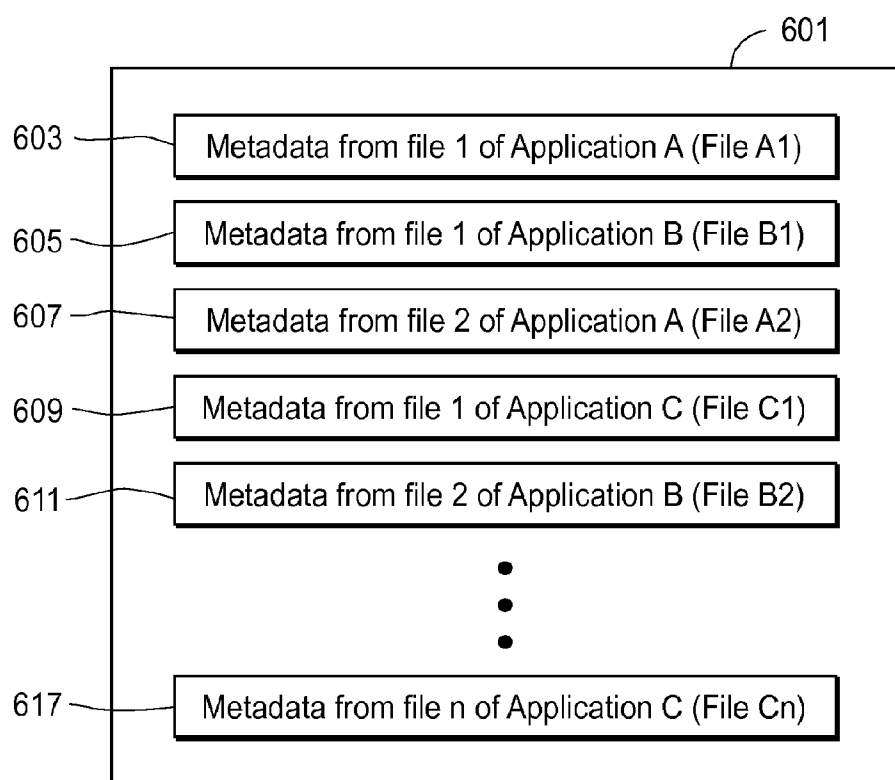 601
603 Metadata from file 1 of Application A (File A1)
605 Metadata from file 1 of Application B (File B1)
607 Metadata from file 2 of Application A (File A2)
609 Metadata from file 1 of Application C (File C1)
611 Metadata from file 2 of Application B (File B2)
617 Metadata from file n of Application C (File Cn)